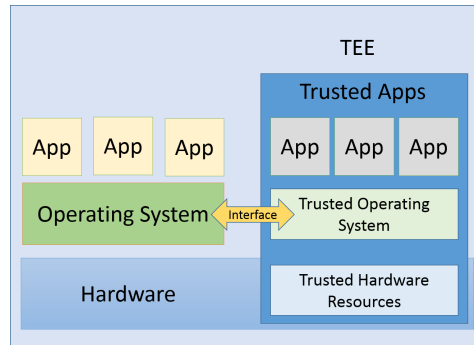 TEE
Trusted Apps
App
App
App
App
App
App
Operating System
Interface
Trusted Operating
System
Hardware
Trusted Hardware
Resources